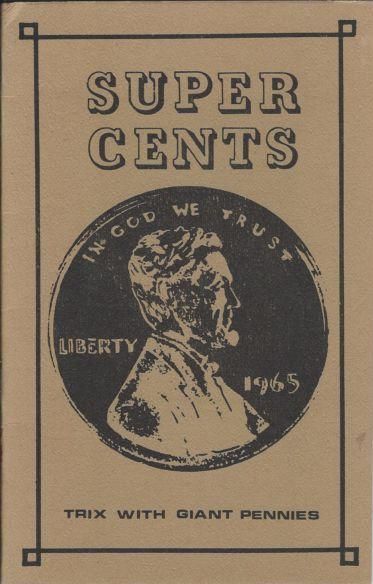 SUPER
CENTS
IN GOD WE TRUST
LIBERTY
1965
TRIX WITH GIANT PENNIES